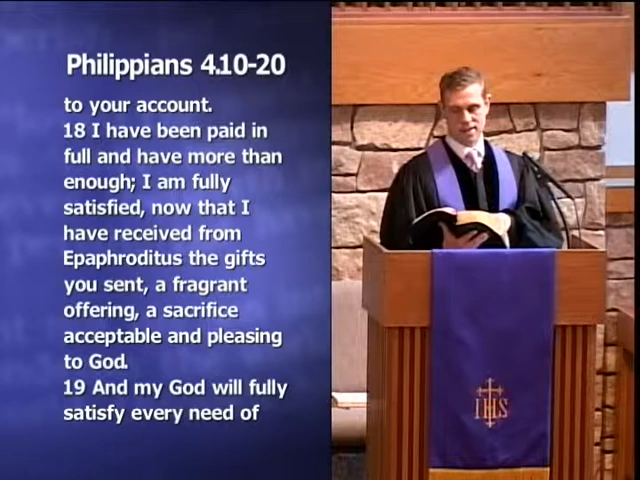 Philippians 4.10-20
to your account.
18 I have been paid in
full and have more than
enough; I am fully
satisfied, now that I
have received from
Epaphroditus the gifts
you sent, a fragrant
offering, a sacrifice
acceptable and pleasing
to God.
19 And my God will fully
satisfy every need of
IHS